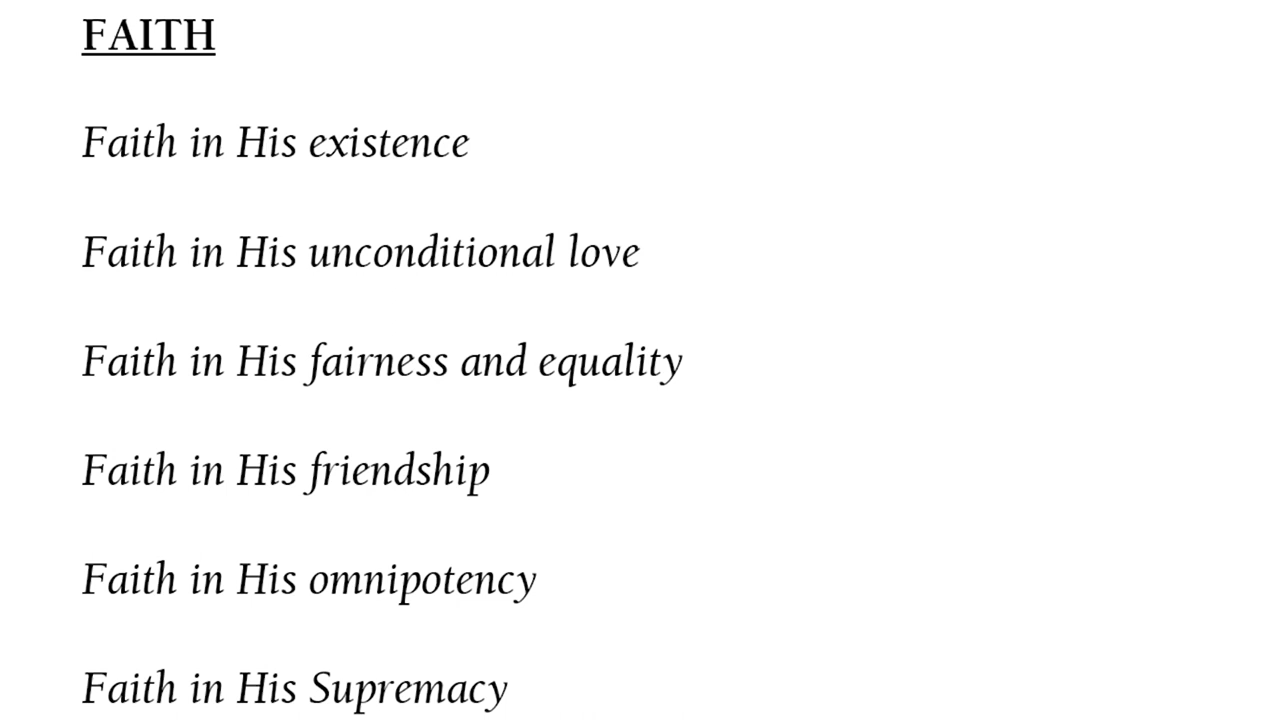 FAITH
Faith in His existence
Faith in His unconditional love
Faith in His fairness and equality
Faith in His friendship
Faith in His omnipotency
Faith in His Supremacy